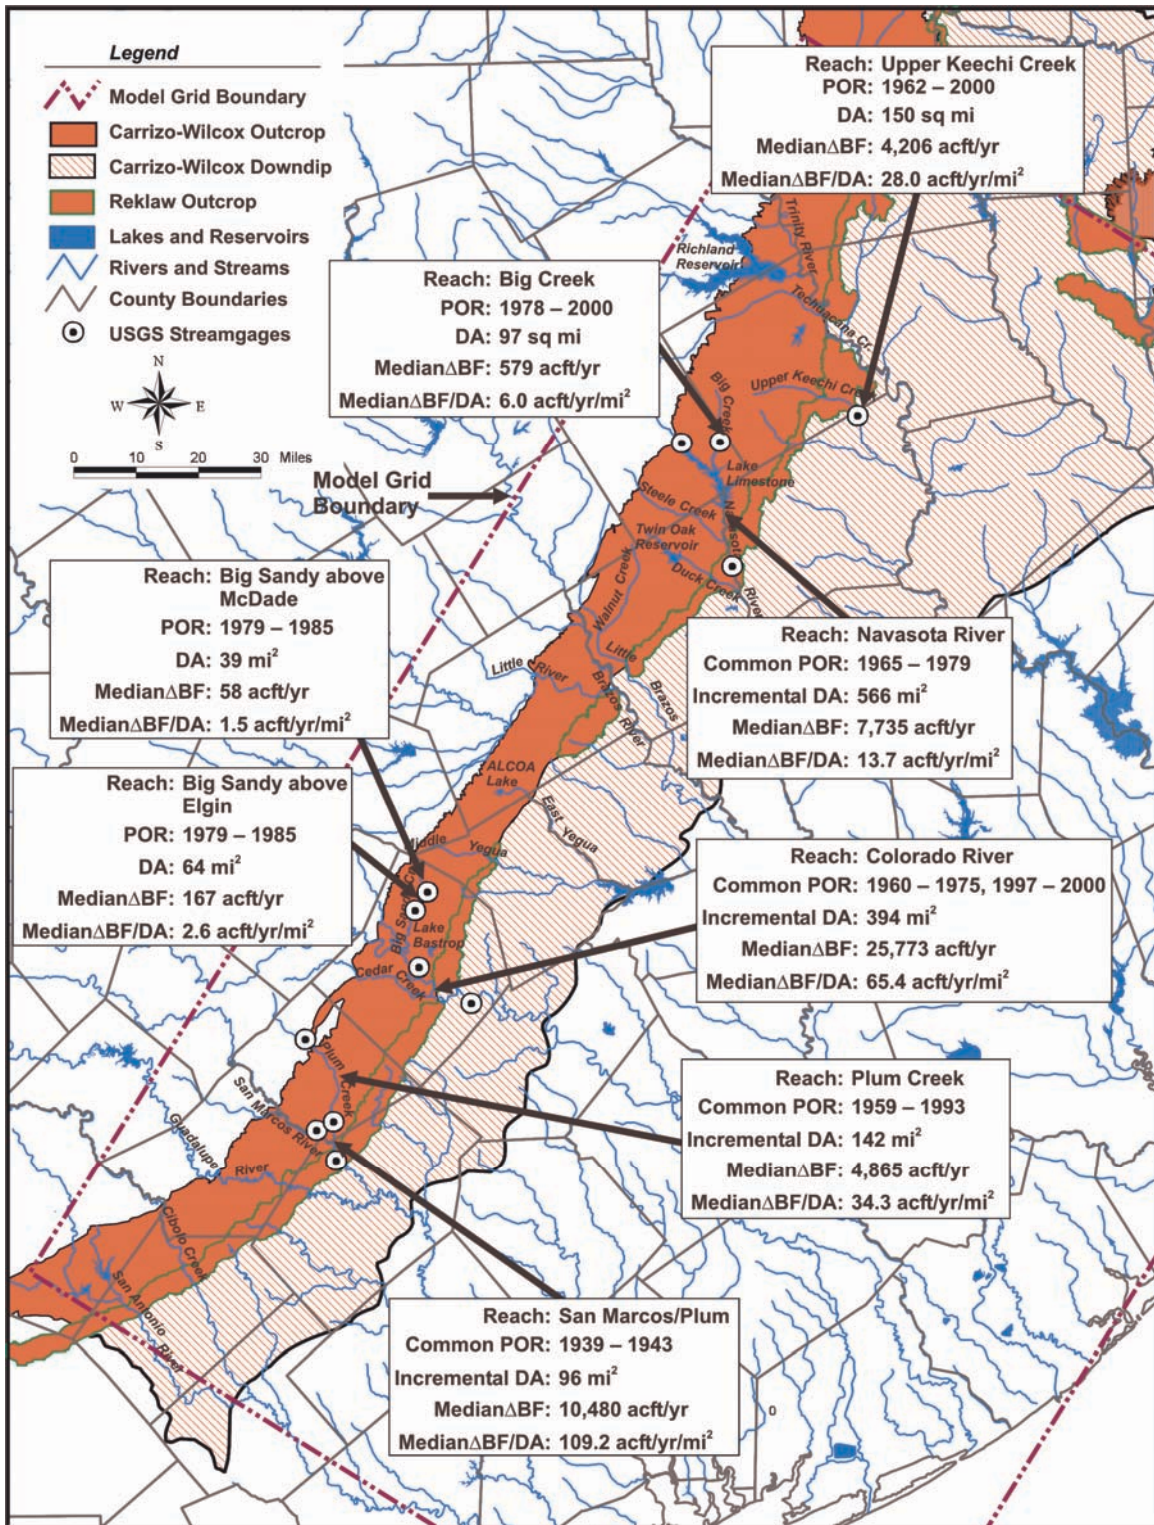 Legend
Model Grid Boundary
Carrizo-Wilcox Outcrop
Carrizo-Wilcox Downdip
Reklaw Outcrop
Lakes and Reservoirs
Rivers and Streams
County Boundaries
USGS Streamgages
N
W E
S
0 10 20 30 Miles
Reach: Upper Keechi Creek
POR: 1962 – 2000
DA: 150 sq mi
Median∆BF: 4,206 acft/yr
Median∆BF/DA: 28.0 acft/yr/mi²
Trinity River
Richland
Reservoir
Tehuacana Cr.
Reach: Big Creek
POR: 1978 – 2000
DA: 97 sq mi
Median∆BF: 579 acft/yr
Median∆BF/DA: 6.0 acft/yr/mi²
Upper Keechi Creek
Big Creek
Lake
Limestone
Model Grid
Boundary
Steele Creek
Navasota
River
Twin Oak
Reservoir
Duck Creek
Walnut Creek
Reach: Big Sandy above
McDade
POR: 1979 – 1985
DA: 39 mi²
Median∆BF: 58 acft/yr
Median∆BF/DA: 1.5 acft/yr/mi²
Little River
Little
Brazos River
Brazos
Reach: Navasota River
Common POR: 1965 – 1979
Incremental DA: 566 mi²
Median∆BF: 7,735 acft/yr
Median∆BF/DA: 13.7 acft/yr/mi²
ALCOA
Lake
East Yegua
Middle Yegua
Reach: Big Sandy above
Elgin
POR: 1979 – 1985
DA: 64 mi²
Median∆BF: 167 acft/yr
Median∆BF/DA: 2.6 acft/yr/mi²
Reach: Colorado River
Common POR: 1960 – 1975, 1997 – 2000
Incremental DA: 394 mi²
Median∆BF: 25,773 acft/yr
Median∆BF/DA: 65.4 acft/yr/mi²
Big Sandy
Lake
Bastrop
Cedar Creek
Plum Creek
San Marcos River
Guadalupe
River
Reach: Plum Creek
Common POR: 1959 – 1993
Incremental DA: 142 mi²
Median∆BF: 4,865 acft/yr
Median∆BF/DA: 34.3 acft/yr/mi²
Cibolo Creek
San Antonio
River
Reach: San Marcos/Plum
Common POR: 1939 – 1943
Incremental DA: 96 mi²
Median∆BF: 10,480 acft/yr
Median∆BF/DA: 109.2 acft/yr/mi²
0